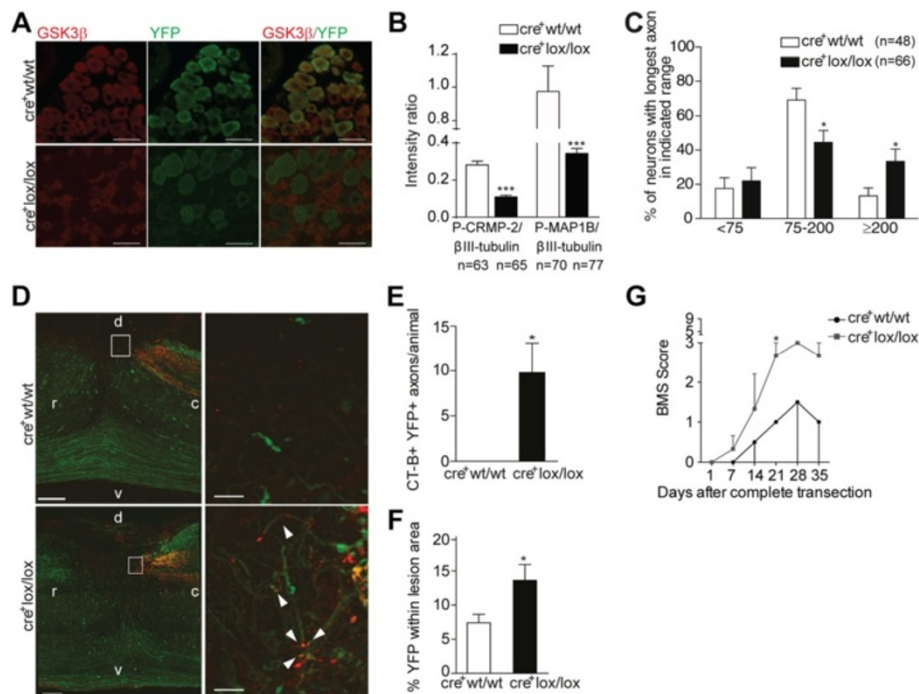 A
GSK3β
YFP
GSK3β/YFP
cre⁺wt/wt
cre⁺lox/lox
B
cre⁺wt/wt
cre⁺lox/lox
Intensity ratio
1.2
1.0
0.8
0.4
0.2
0.0
***
***
P-CRMP-2/
βIII-tubulin
P-MAP1B/
βIII-tubulin
n=63 n=65
n=70 n=77
C
cre⁺wt/wt (n=48)
cre⁺lox/lox (n=66)
% of neurons with longest axon
in indicated range
100
80
60
40
20
0
*
*
<75
75-200
≥200
D
cre⁺wt/wt
d
r
c
v
cre⁺lox/lox
d
r
c
v
E
CT-B+ YFP+ axons/animal
15
10
5
0
*
cre⁺wt/wt
cre⁺lox/lox
F
% YFP within lesion area
20
15
10
5
0
*
cre⁺wt/wt
cre⁺lox/lox
G
cre⁺wt/wt
cre⁺lox/lox
BMS Score
9
5
3
2
1
0
*
1 7 14 21 28 35
Days after complete transection